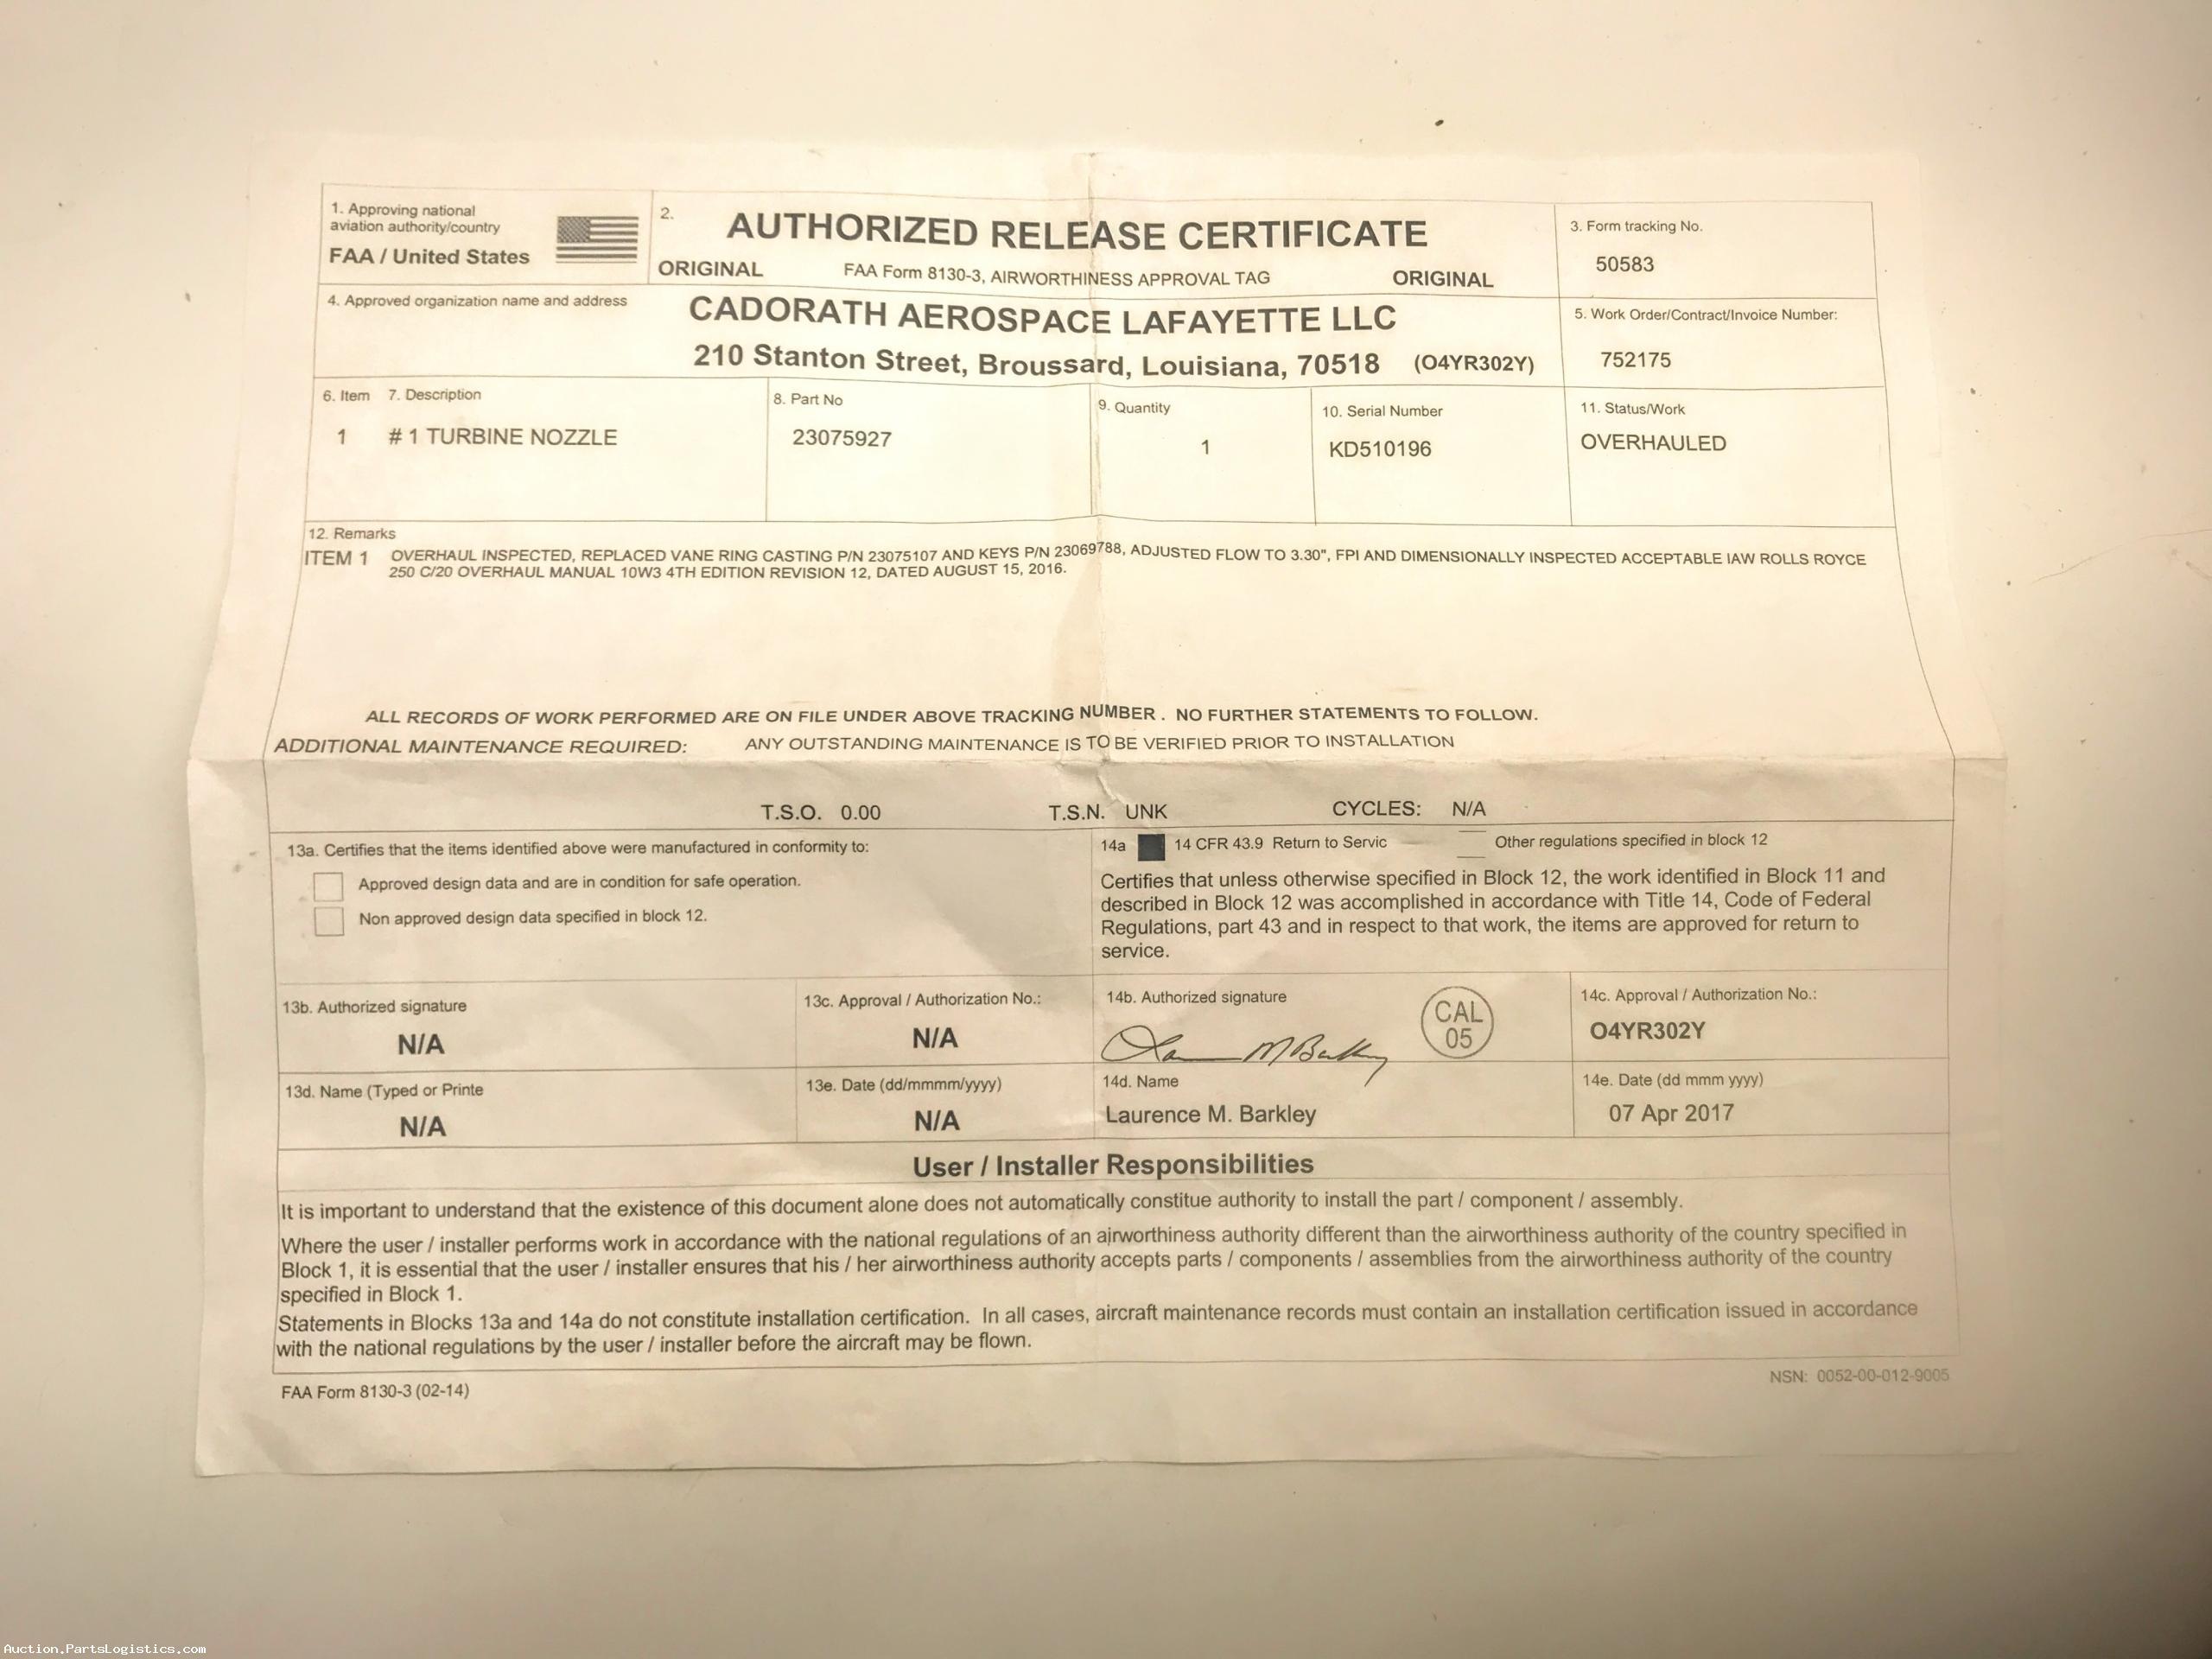 1. Approving national
aviation authority/country
FAA / United States
2.
AUTHORIZED RELEASE CERTIFICATE
ORIGINAL FAA Form 8130-3, AIRWORTHINESS APPROVAL TAG ORIGINAL
3. Form tracking No.
50583
4. Approved organization name and address
CADORATH AEROSPACE LAFAYETTE LLC
210 Stanton Street, Broussard, Louisiana, 70518 (O4YR302Y)
5. Work Order/Contract/Invoice Number:
752175
6. Item 7. Description 8. Part No 9. Quantity 10. Serial Number 11. Status/Work
1 # 1 TURBINE NOZZLE 23075927 1 KD510196 OVERHAULED
12. Remarks
ITEM 1 OVERHAUL INSPECTED, REPLACED VANE RING CASTING P/N 23075107 AND KEYS P/N 23069788, ADJUSTED FLOW TO 3.30", FPI AND DIMENSIONALLY INSPECTED ACCEPTABLE IAW ROLLS ROYCE
250 C/20 OVERHAUL MANUAL 10W3 4TH EDITION REVISION 12, DATED AUGUST 15, 2016.
ALL RECORDS OF WORK PERFORMED ARE ON FILE UNDER ABOVE TRACKING NUMBER . NO FURTHER STATEMENTS TO FOLLOW.
ADDITIONAL MAINTENANCE REQUIRED: ANY OUTSTANDING MAINTENANCE IS TO BE VERIFIED PRIOR TO INSTALLATION
T.S.O. 0.00 T.S.N. UNK CYCLES: N/A
13a. Certifies that the items identified above were manufactured in conformity to:
Approved design data and are in condition for safe operation.
Non approved design data specified in block 12.
14a 14 CFR 43.9 Return to Servic Other regulations specified in block 12
Certifies that unless otherwise specified in Block 12, the work identified in Block 11 and
described in Block 12 was accomplished in accordance with Title 14, Code of Federal
Regulations, part 43 and in respect to that work, the items are approved for return to
service.
13b. Authorized signature
N/A
13c. Approval / Authorization No.:
N/A
14b. Authorized signature
CAL
05
14c. Approval / Authorization No.:
O4YR302Y
13d. Name (Typed or Printe
N/A
13e. Date (dd/mmmm/yyyy)
N/A
14d. Name
Laurence M. Barkley
14e. Date (dd mmm yyyy)
07 Apr 2017
User / Installer Responsibilities
It is important to understand that the existence of this document alone does not automatically constitue authority to install the part / component / assembly.
Where the user / installer performs work in accordance with the national regulations of an airworthiness authority different than the airworthiness authority of the country specified in
Block 1, it is essential that the user / installer ensures that his / her airworthiness authority accepts parts / components / assemblies from the airworthiness authority of the country
specified in Block 1.
Statements in Blocks 13a and 14a do not constitute installation certification. In all cases, aircraft maintenance records must contain an installation certification issued in accordance
with the national regulations by the user / installer before the aircraft may be flown.
FAA Form 8130-3 (02-14)
NSN: 0052-00-012-9005
Auction.PartsLogistics.com